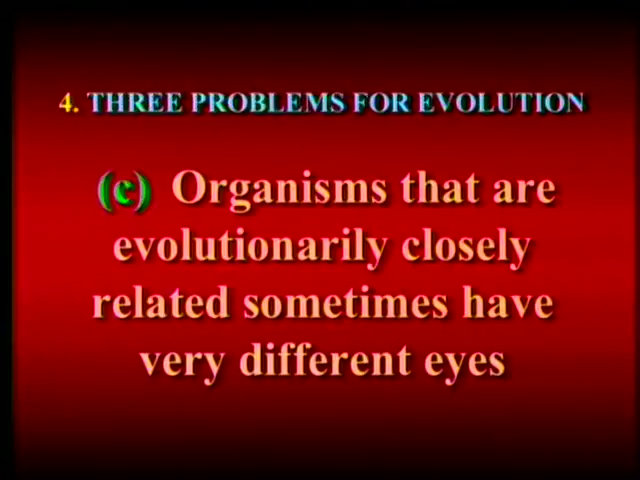 4. THREE PROBLEMS FOR EVOLUTION
(c) Organisms that are
evolutionarily closely
related sometimes have
very different eyes